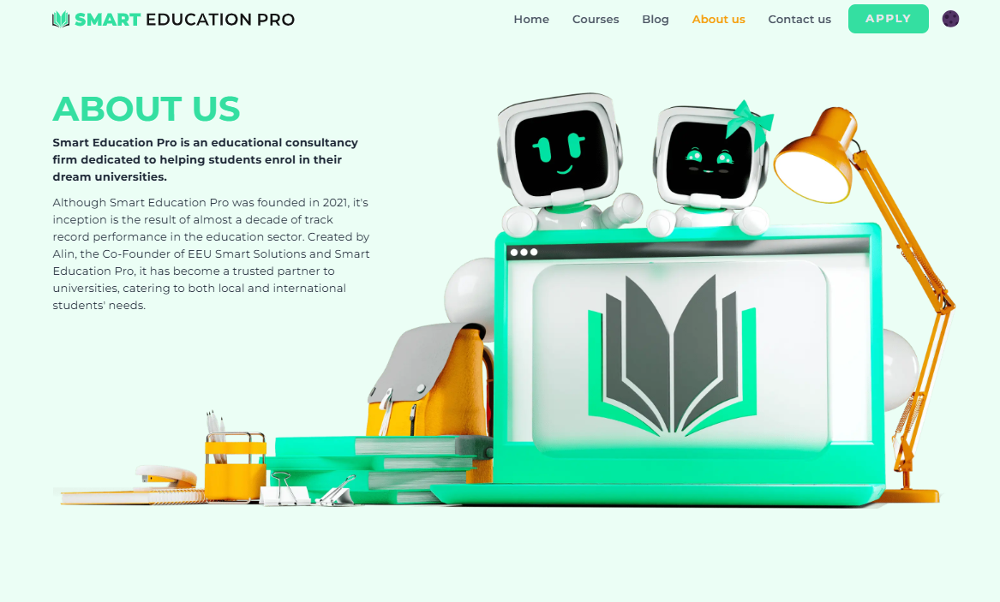 SMART EDUCATION PRO
Home Courses Blog About us Contact us APPLY
ABOUT US
Smart Education Pro is an educational consultancy
firm dedicated to helping students enrol in their
dream universities.
Although Smart Education Pro was founded in 2021, it's
inception is the result of almost a decade of track
record performance in the education sector. Created by
Alin, the Co-Founder of EEU Smart Solutions and Smart
Education Pro, it has become a trusted partner to
universities, catering to both local and international
students' needs.